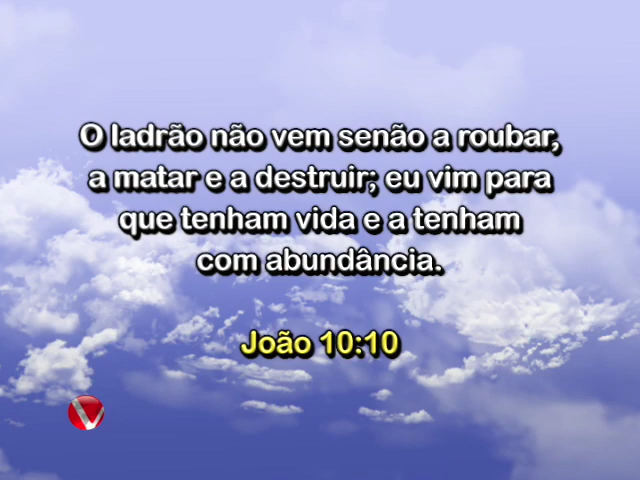 O ladrão não vem senão a roubar,
a matar e a destruir; eu vim para
que tenham vida e a tenham
com abundância.
João 10:10
V